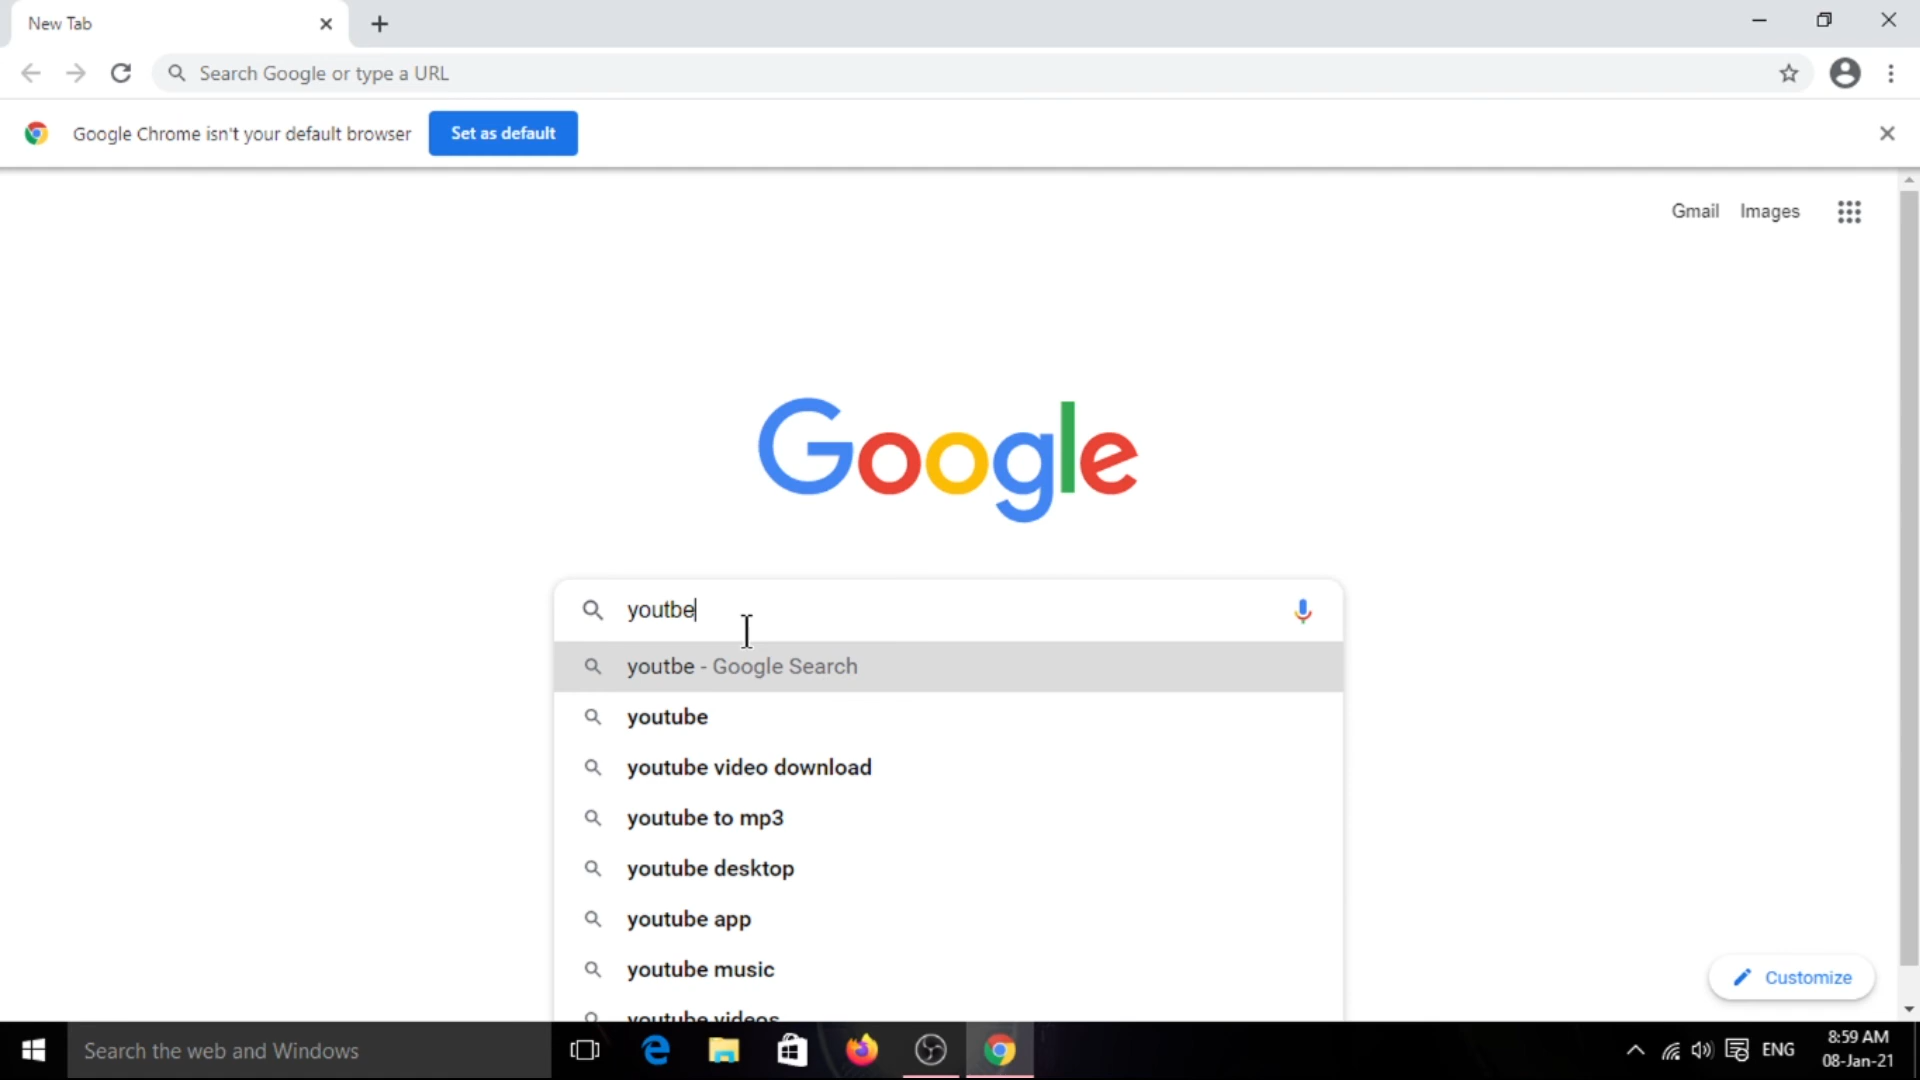 New Tab
Search Google or type a URL
Google Chrome isn't your default browser
Set as default
Gmail Images
Google
youtbe
youtbe - Google Search
youtube
youtube video download
youtube to mp3
youtube desktop
youtube app
youtube music
youtube videos
Customize
Search the web and Windows
ENG
8:59 AM
08-Jan-21